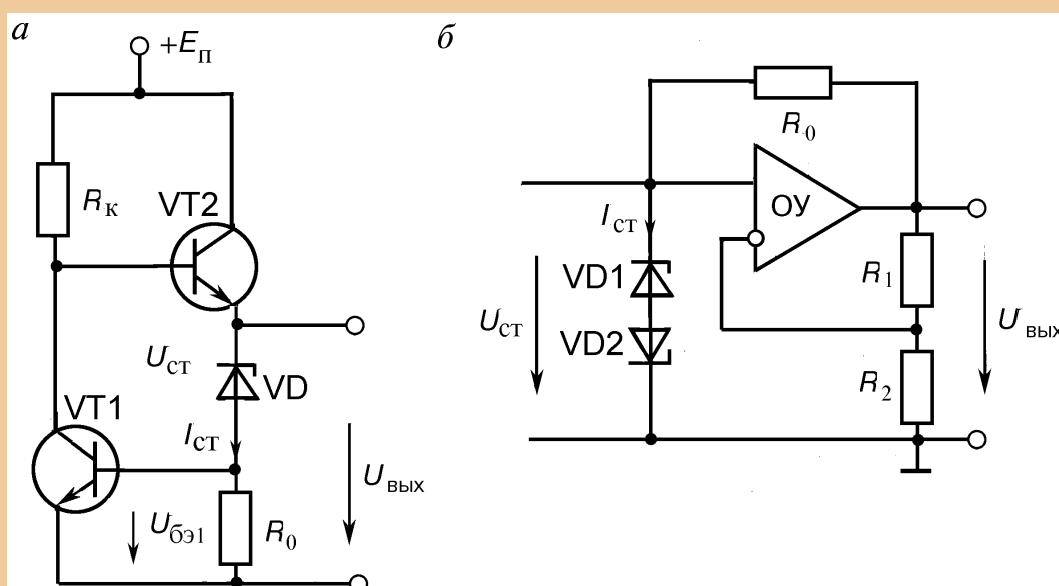 а
+Eп
Rк
VT2
Uст
VD
VT1
Iст
Uбэ1
R0
Uвых
б
R0
ОУ
Iст
VD1
R1
Uст
VD2
Uвых
R2